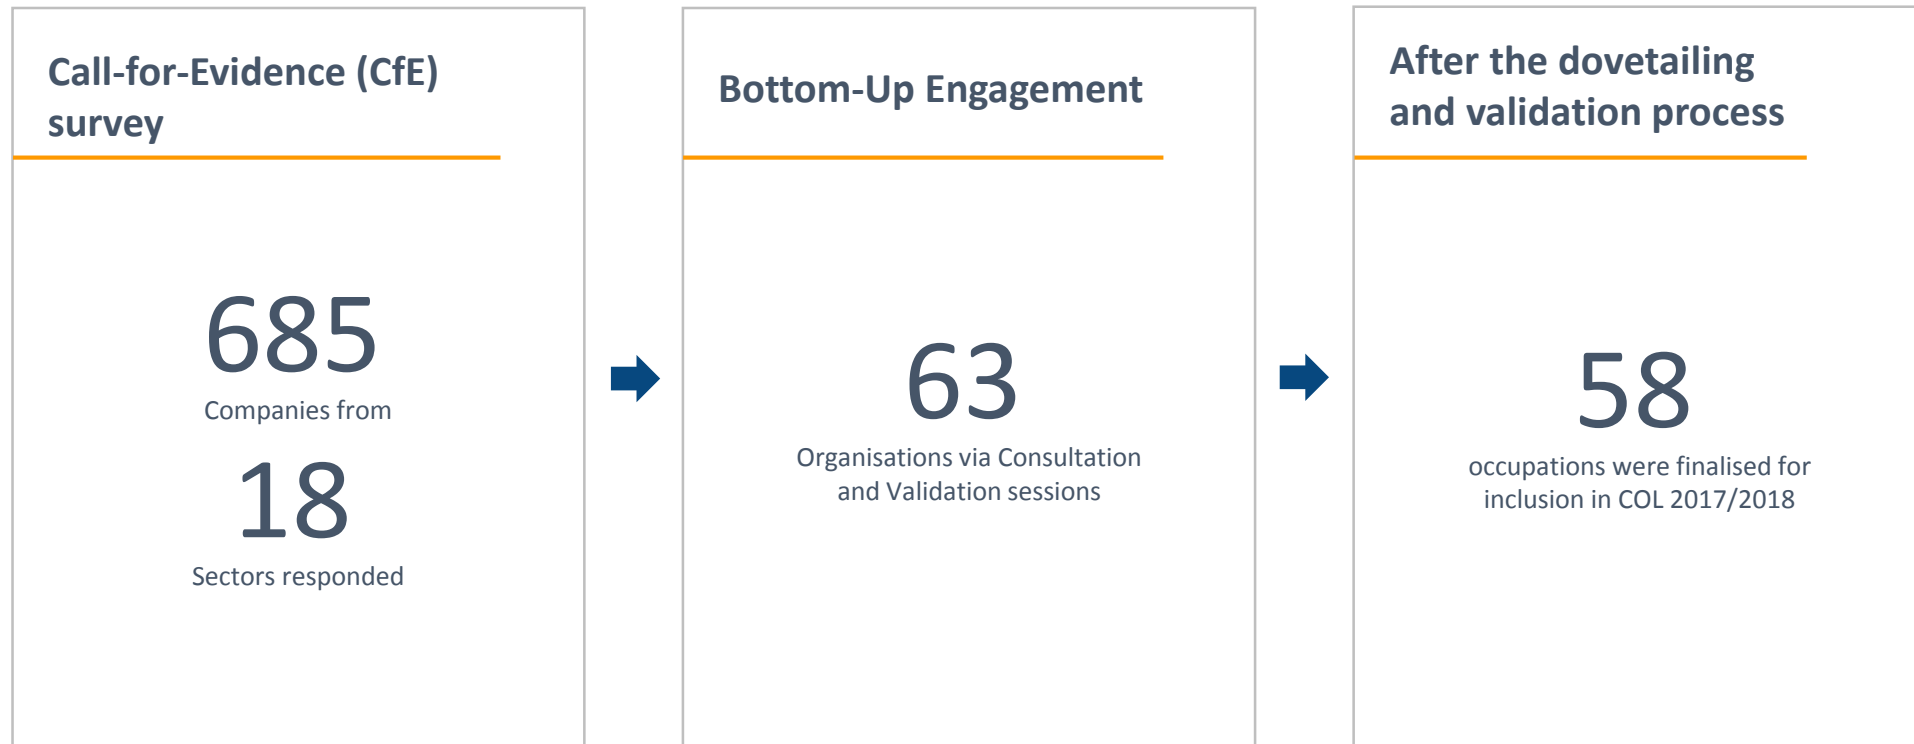 Call-for-Evidence (CfE)
survey
685
Companies from
18
Sectors responded
Bottom-Up Engagement
63
Organisations via Consultation
and Validation sessions
After the dovetailing
and validation process
58
occupations were finalised for
inclusion in COL 2017/2018